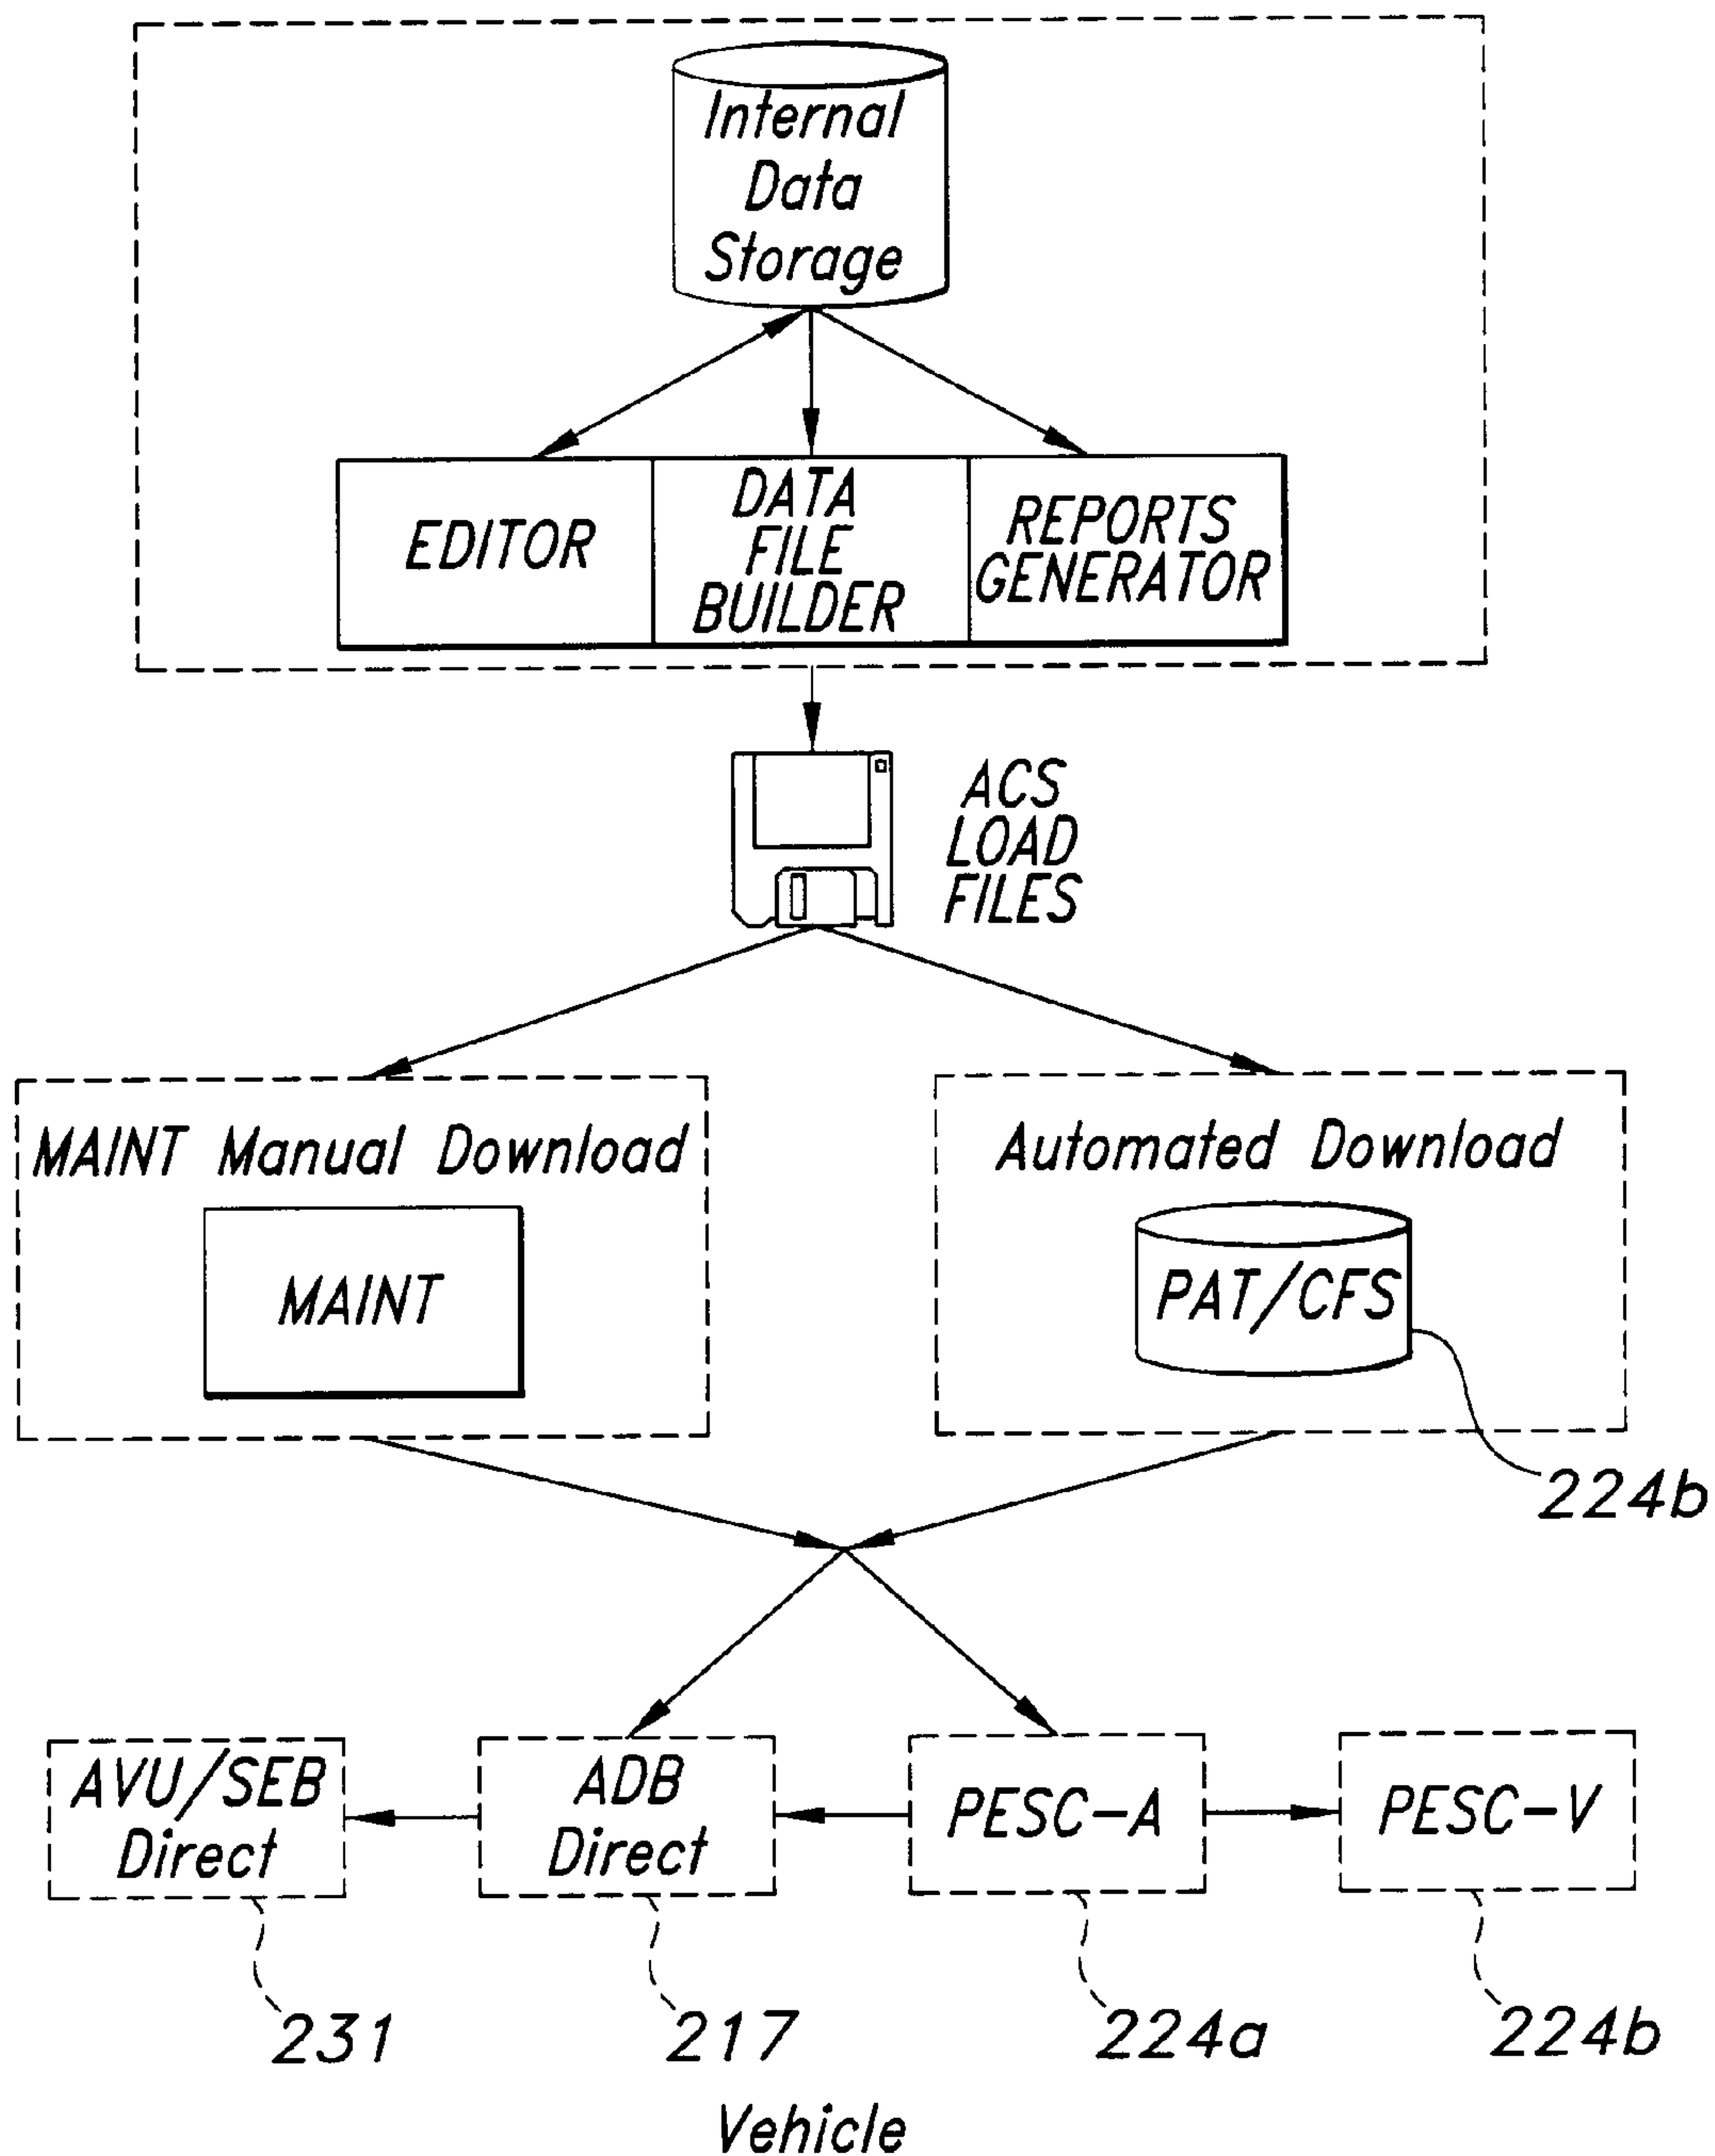 Internal
Data
Storage
EDITOR
DATA
FILE
BUILDER
REPORTS
GENERATOR
ACS
LOAD
FILES
MAINT Manual Download
MAINT
Automated Download
PAT/CFS
224b
AVU/SEB
Direct
ADB
Direct
PESC-A
PESC-V
231
217
224a
224b
Vehicle